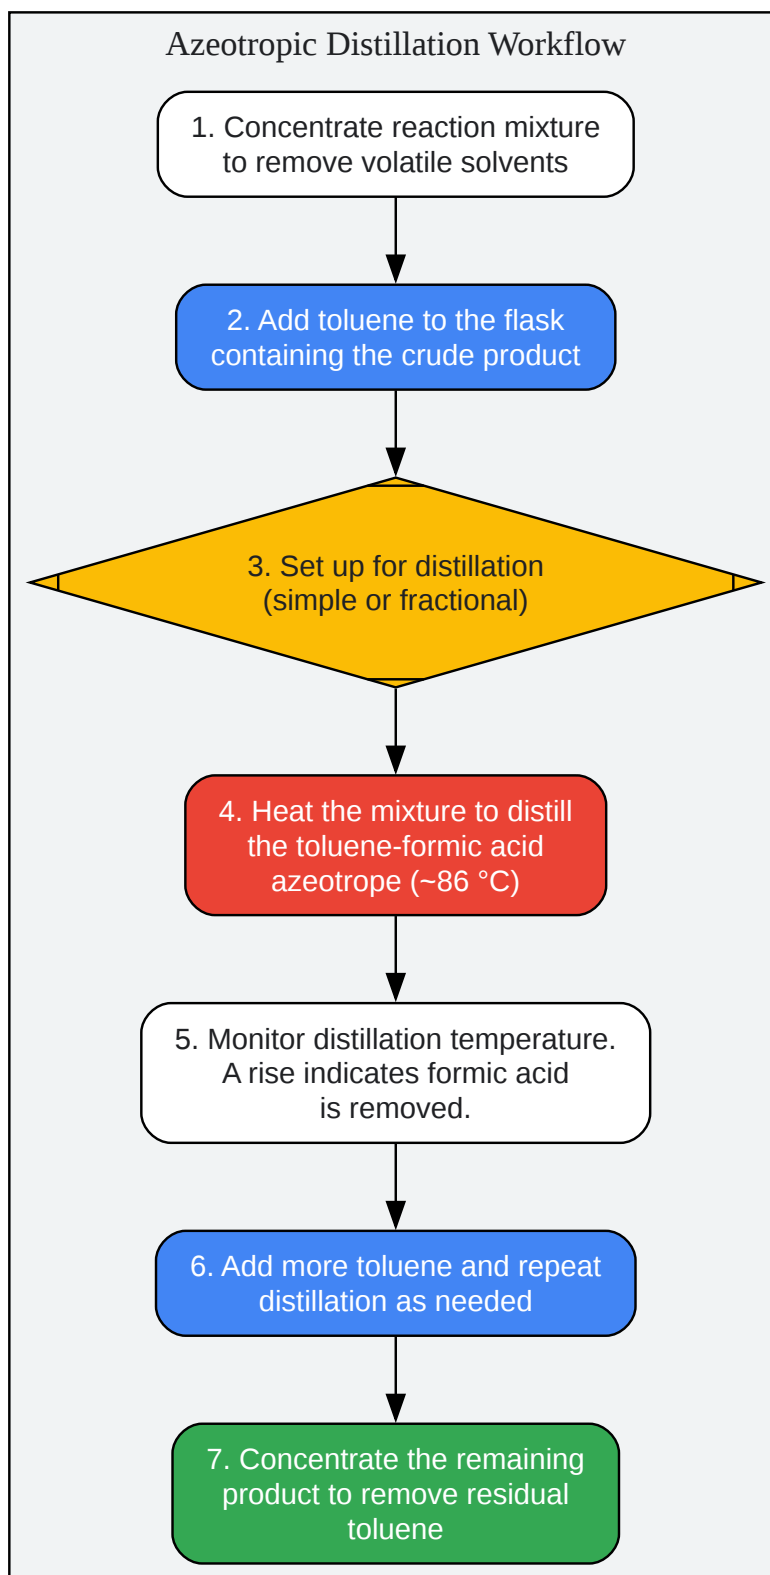 Azeotropic Distillation Workflow
1. Concentrate reaction mixture
to remove volatile solvents
2. Add toluene to the flask
containing the crude product
3. Set up for distillation
(simple or fractional)
4. Heat the mixture to distill
the toluene-formic acid
azeotrope (~86 °C)
5. Monitor distillation temperature.
A rise indicates formic acid
is removed.
6. Add more toluene and repeat
distillation as needed
7. Concentrate the remaining
product to remove residual
toluene